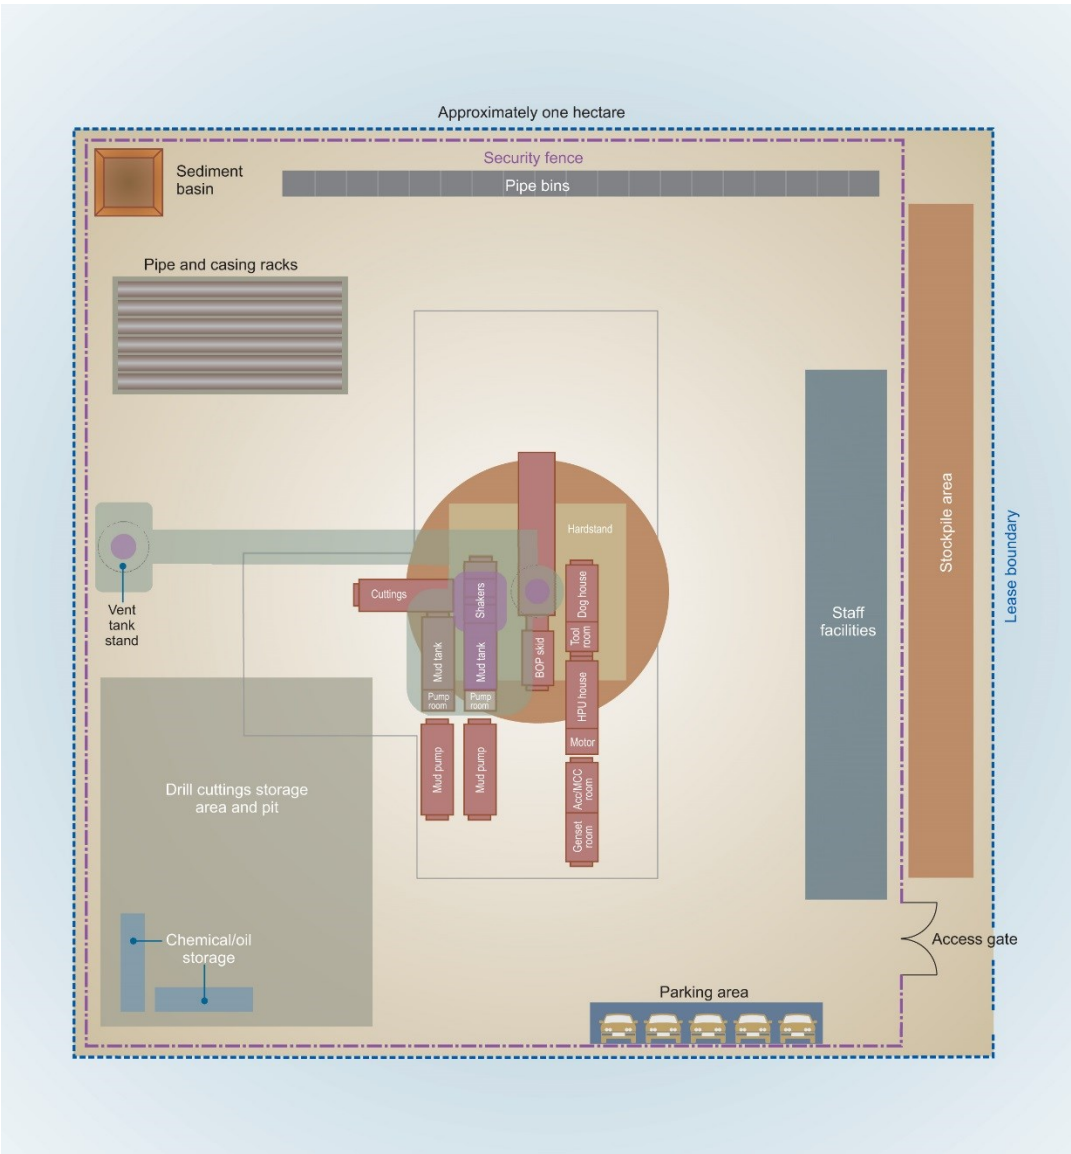 Approximately one hectare
Security fence
Sediment
basin
Pipe bins
Pipe and casing racks
Hardstand
Stockpile area
Lease boundary
Cuttings
Shakers
Dog house
Tool
room
Vent
tank
stand
Mud tank
Mud tank
BOP skid
Staff
facilities
Pump
room
Pump
room
HPU house
Motor
Mud pump
Mud pump
Acc/MCC
room
Drill cuttings storage
area and pit
Genset
room
Chemical/oil
storage
Access gate
Parking area